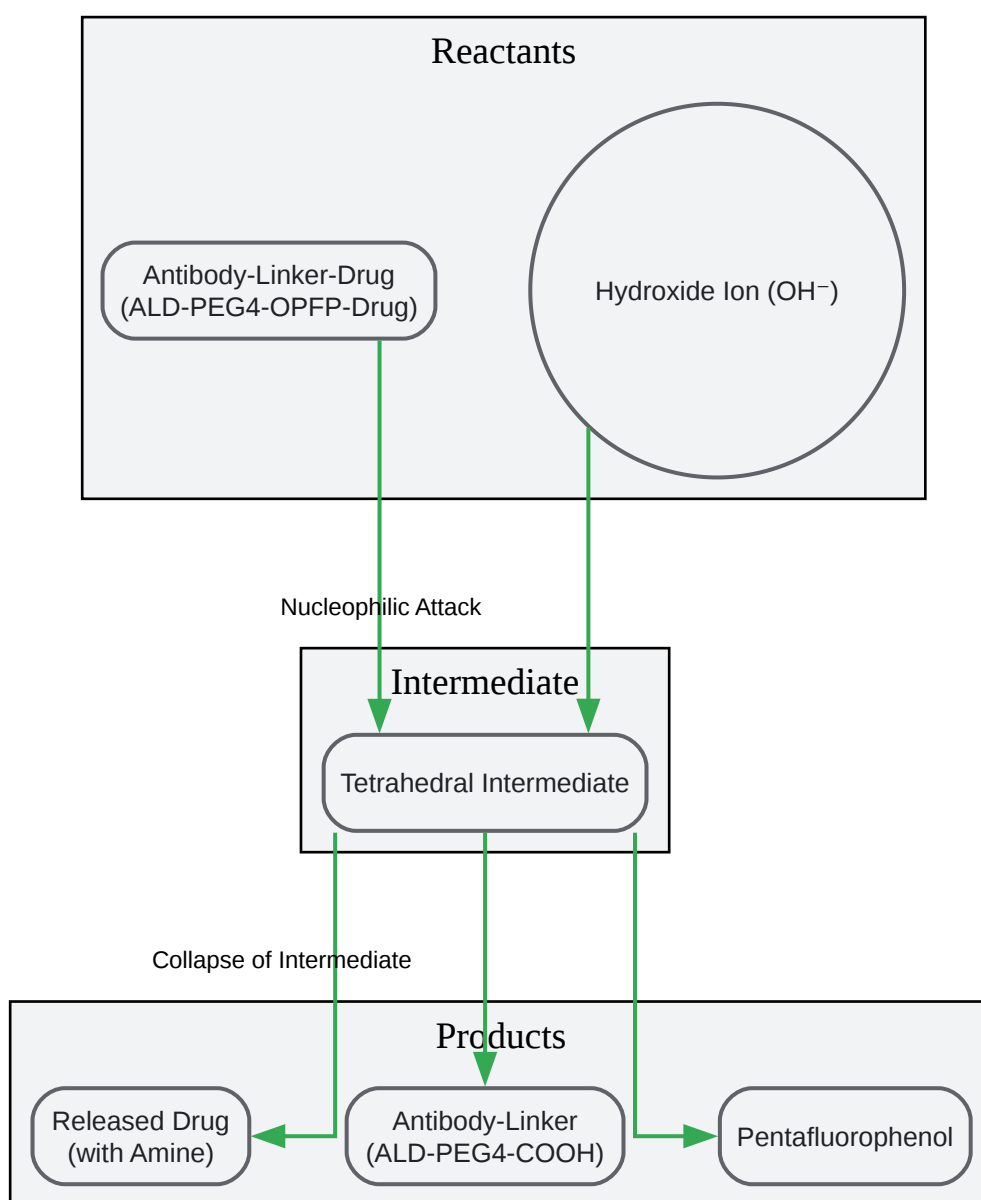 Reactants
Antibody-Linker-Drug
(ALD-PEG4-OPFP-Drug)
Hydroxide Ion (OH⁻)
Nucleophilic Attack
Intermediate
Tetrahedral Intermediate
Collapse of Intermediate
Products
Released Drug
(with Amine)
Antibody-Linker
(ALD-PEG4-COOH)
Pentafluorophenol